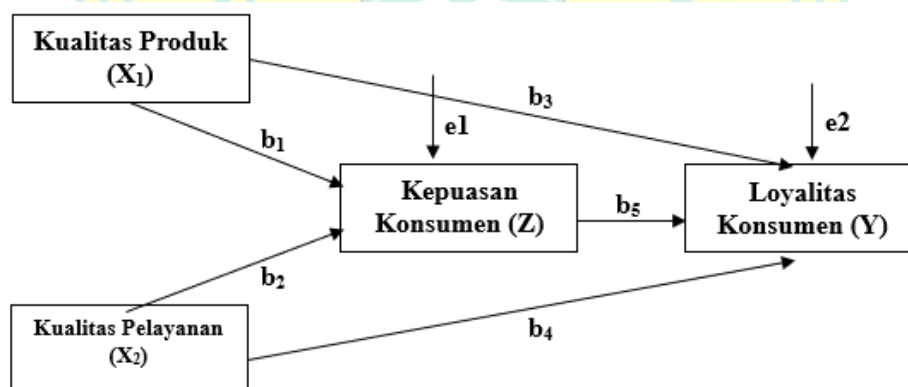 Kualitas Produk
(X₁)
b₃
e1
e2
b₁
Kepuasan
Konsumen (Z)
b₅
Loyalitas
Konsumen (Y)
b₂
Kualitas Pelayanan
(X₂)
b₄